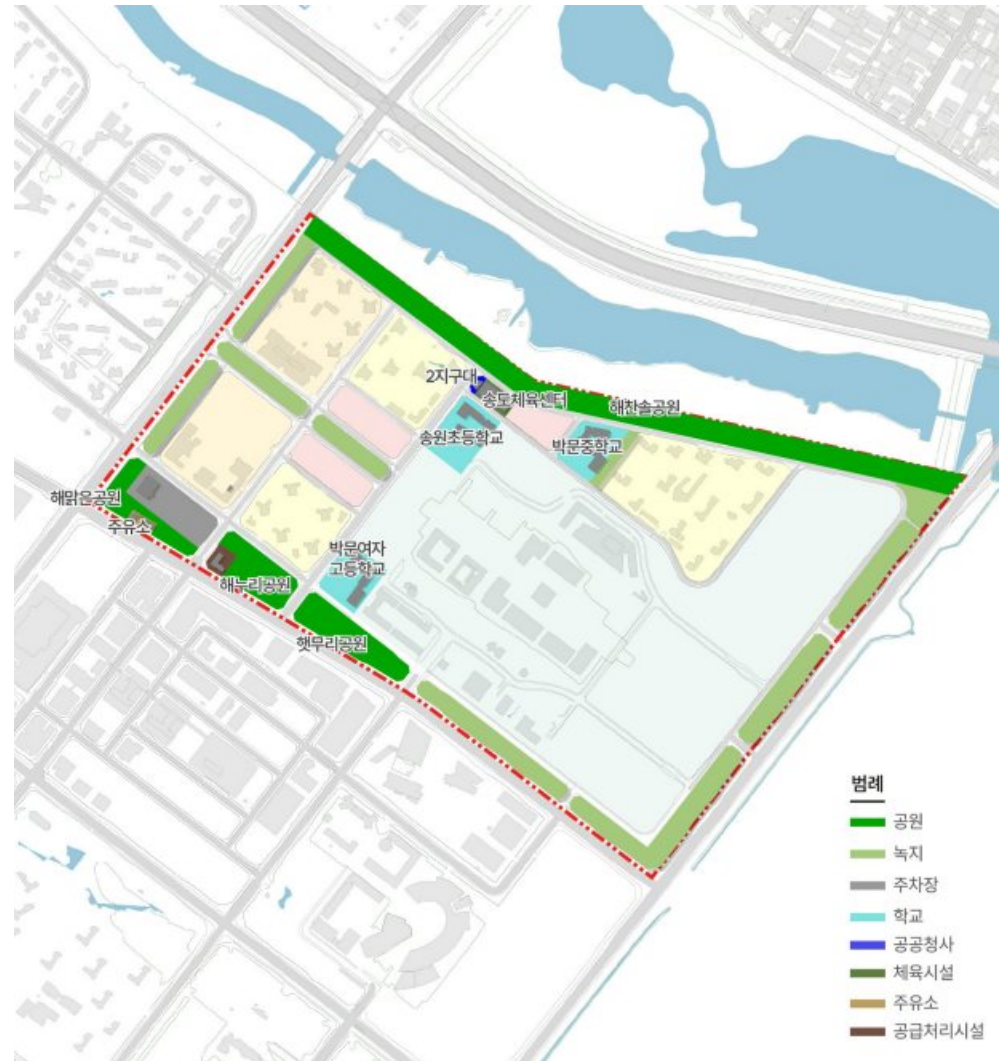 2지구대
송도체육센터
해찬솔공원
송원초등학교
박문중학교
해맑은공원
주유소
박문여자
고등학교
해누리공원
햇무리공원
범례
공원
녹지
주차장
학교
공공청사
체육시설
주유소
공급처리시설